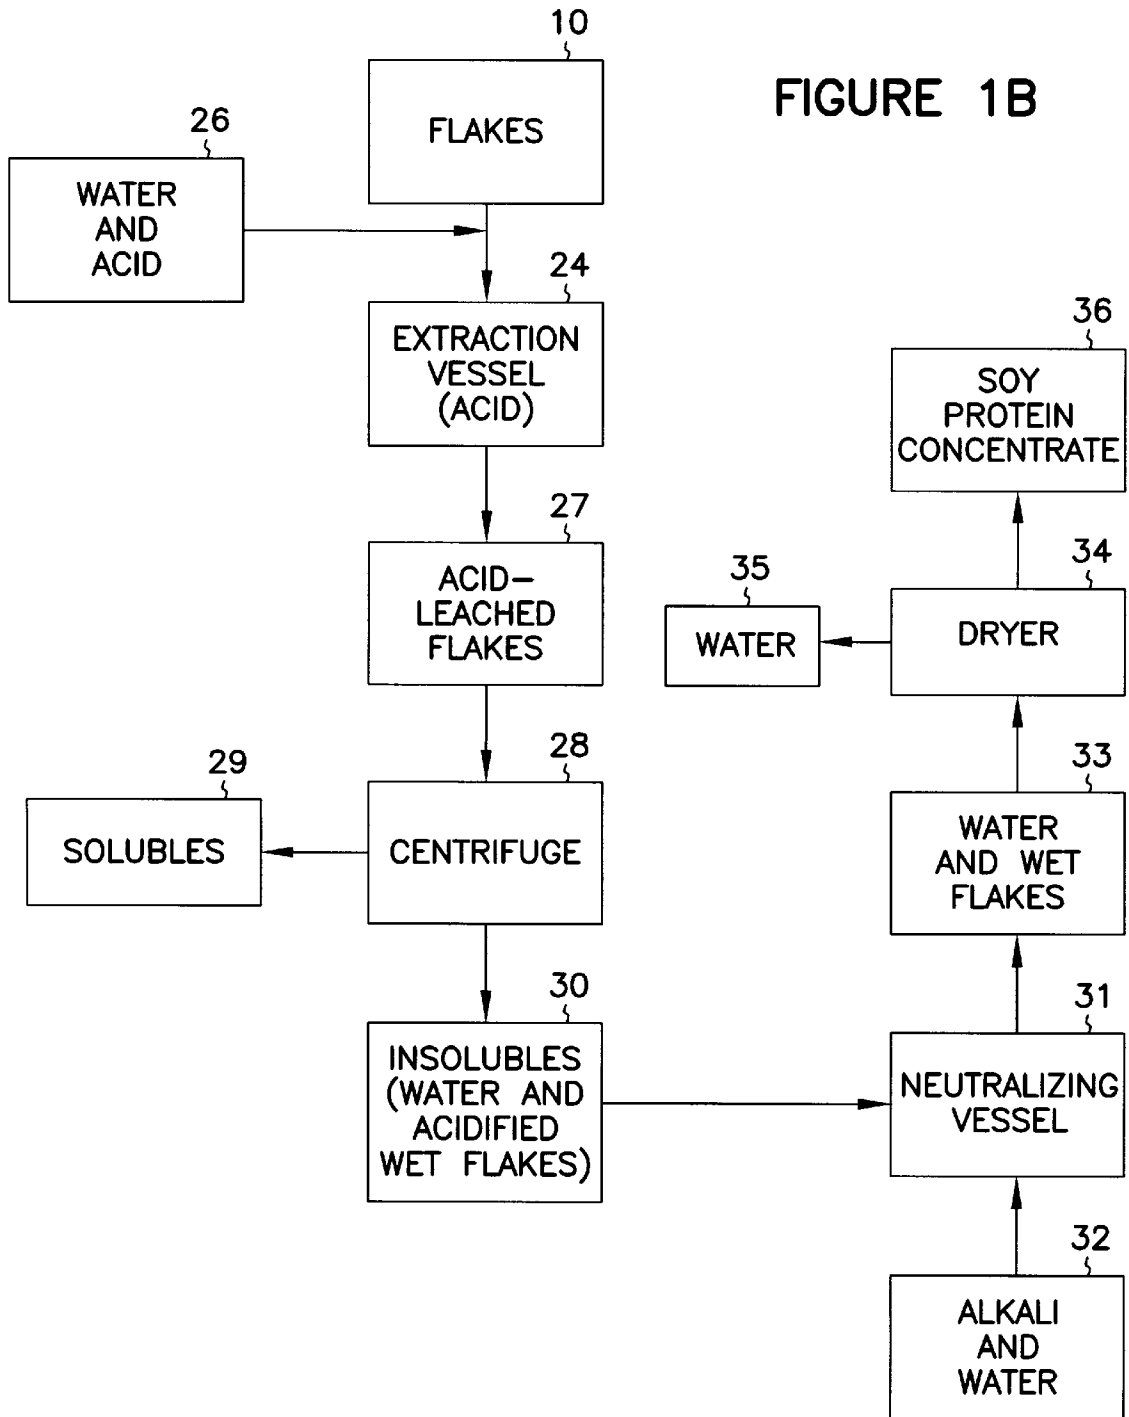 10
FIGURE 1B
FLAKES
26
WATER
AND
ACID
24
EXTRACTION
VESSEL
(ACID)
27
ACID-
LEACHED
FLAKES
28
CENTRIFUGE
29
SOLUBLES
30
INSOLUBLES
(WATER AND
ACIDIFIED
WET FLAKES)
36
SOY
PROTEIN
CONCENTRATE
34
DRYER
35
WATER
33
WATER
AND WET
FLAKES
31
NEUTRALIZING
VESSEL
32
ALKALI
AND
WATER